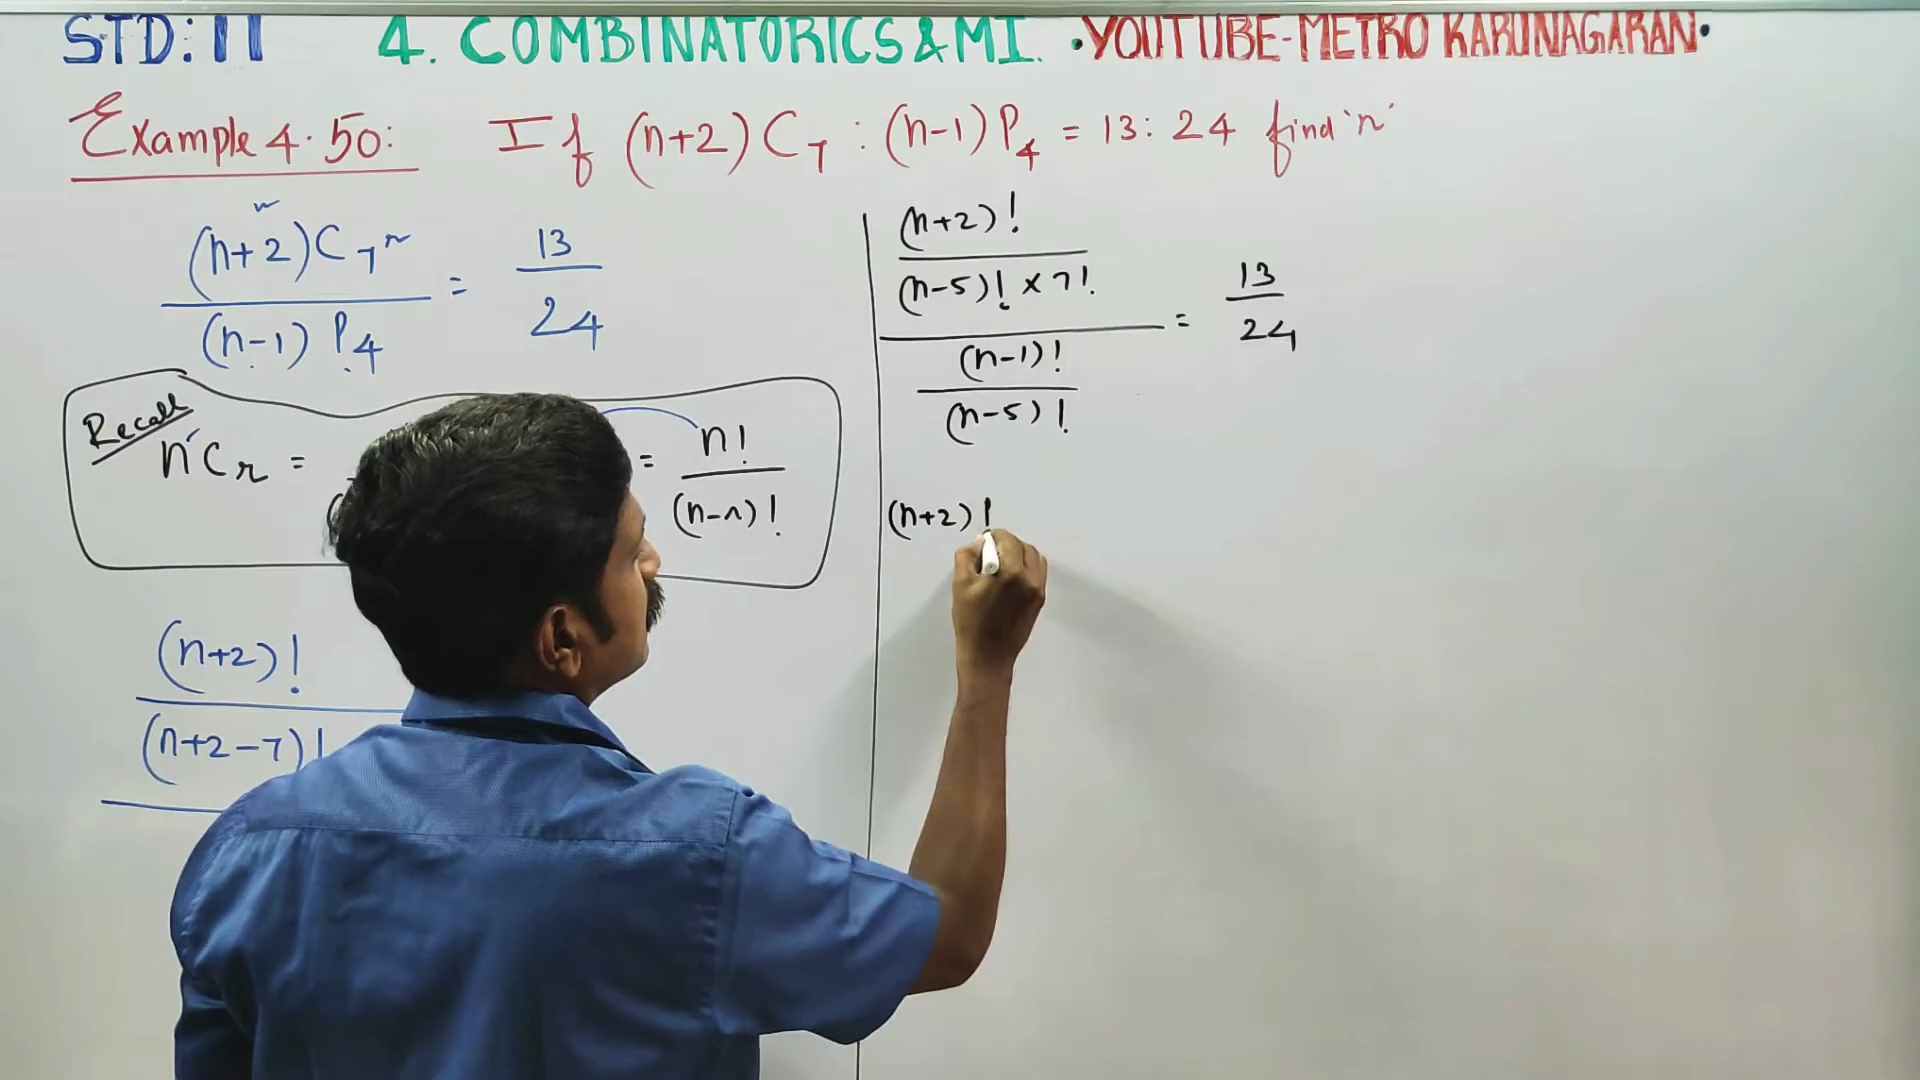 STD: 11 4. COMBINATORICS & MI. • YOUTUBE-METRO KARUNAGARAN •
Example 4.50: If (n+2)C₇ : (n-1)P₄ = 13 : 24 find 'n'
(n+2)C₇
(n-1) P₄
=
13
24
Recall
nCr =
= n!
(n-r)!
(n+2)!
(n+2-7)!
(n+2)!
(n-5)! × 7!
(n-1)!
(n-5)!
=
13
24
(n+2)!